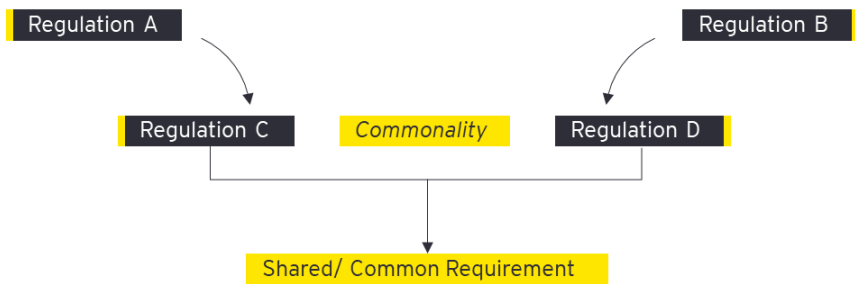 Regulation A
Regulation B
Regulation C
Commonality
Regulation D
Shared/ Common Requirement